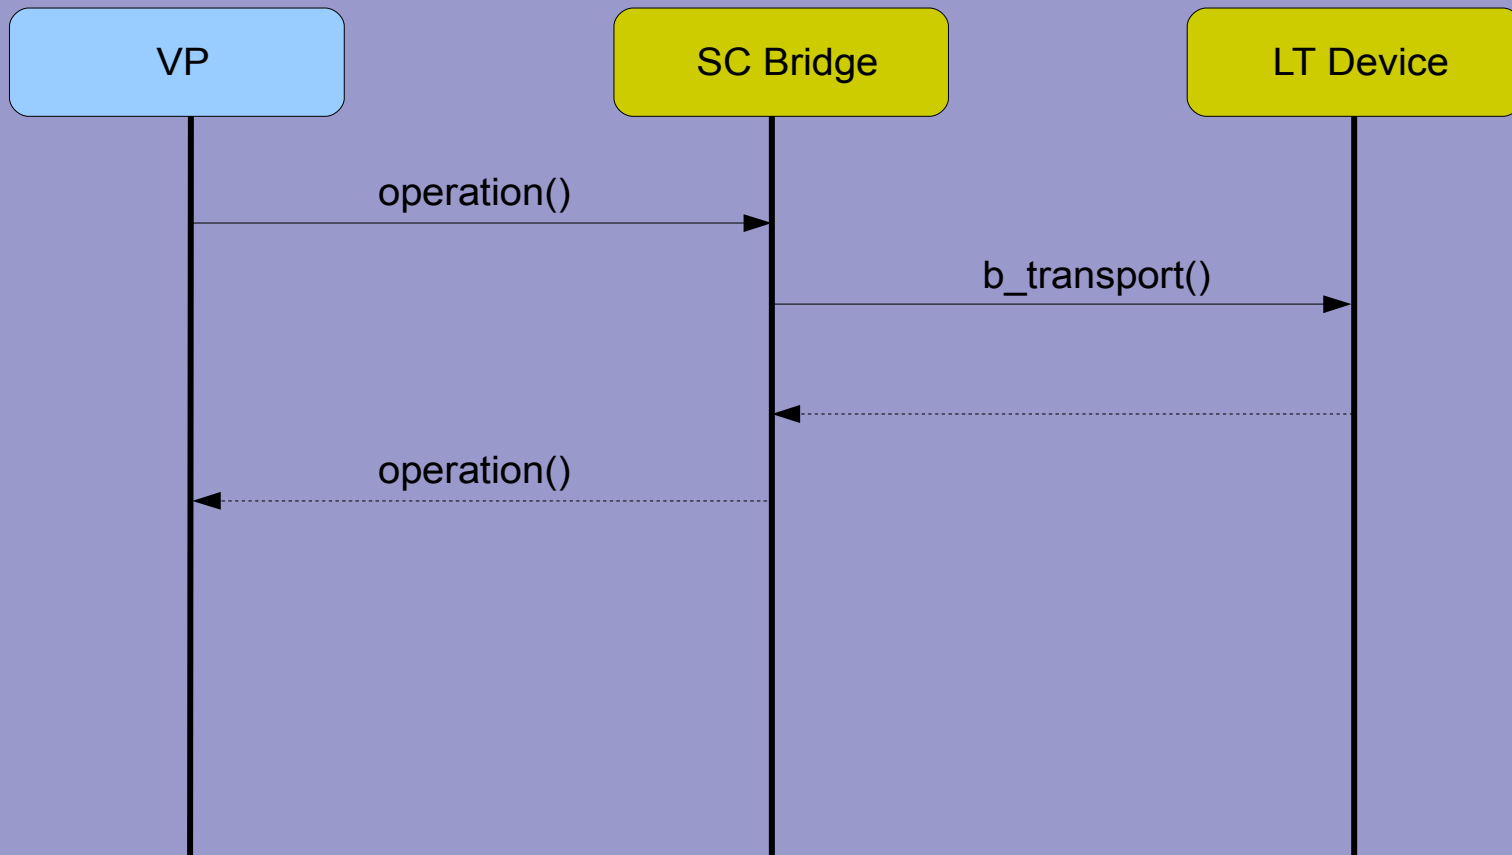 VP
SC Bridge
LT Device
operation()
b_transport()
operation()